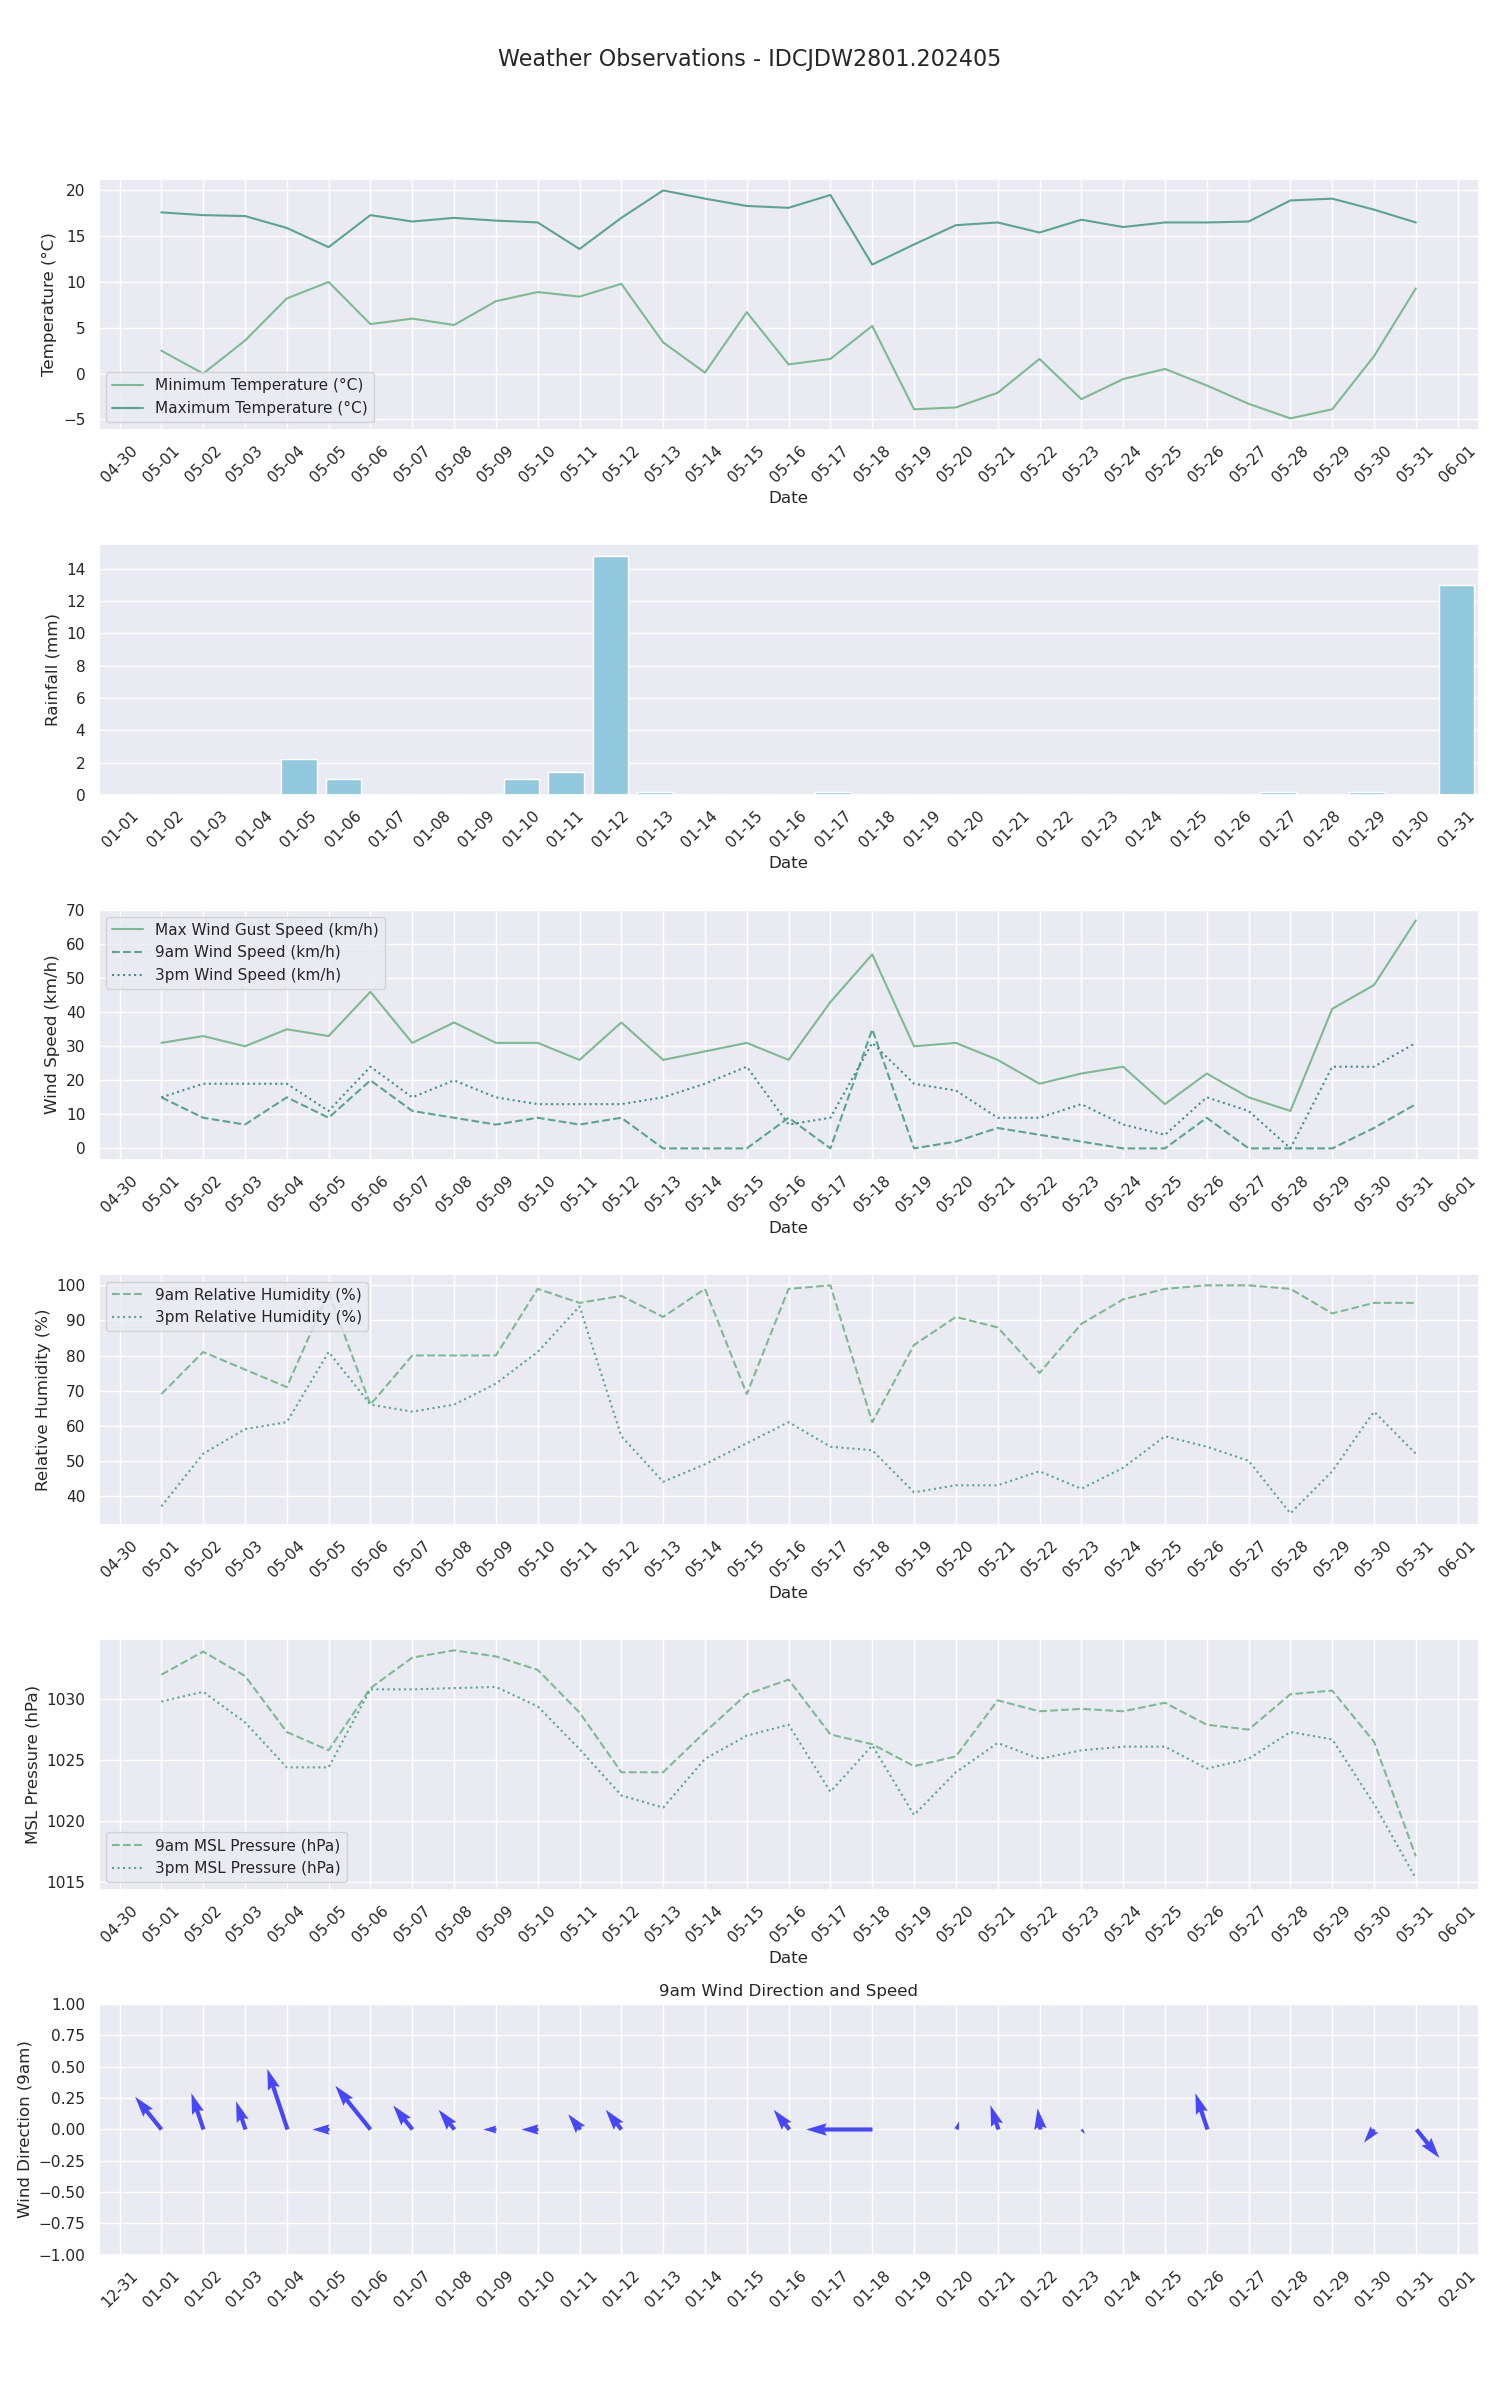 Weather Observations - IDCJDW2801.202405
Temperature (°C)
20
15
10
5
0
−5
Minimum Temperature (°C)
Maximum Temperature (°C)
04-30 05-01 05-02 05-03 05-04 05-05 05-06 05-07 05-08 05-09 05-10 05-11 05-12 05-13 05-14 05-15 05-16 05-17 05-18 05-19 05-20 05-21 05-22 05-23 05-24 05-25 05-26 05-27 05-28 05-29 05-30 05-31 06-01
Date
Rainfall (mm)
14
12
10
8
6
4
2
0
01-01 01-02 01-03 01-04 01-05 01-06 01-07 01-08 01-09 01-10 01-11 01-12 01-13 01-14 01-15 01-16 01-17 01-18 01-19 01-20 01-21 01-22 01-23 01-24 01-25 01-26 01-27 01-28 01-29 01-30 01-31
Date
Wind Speed (km/h)
70
60
50
40
30
20
10
0
Max Wind Gust Speed (km/h)
9am Wind Speed (km/h)
3pm Wind Speed (km/h)
04-30 05-01 05-02 05-03 05-04 05-05 05-06 05-07 05-08 05-09 05-10 05-11 05-12 05-13 05-14 05-15 05-16 05-17 05-18 05-19 05-20 05-21 05-22 05-23 05-24 05-25 05-26 05-27 05-28 05-29 05-30 05-31 06-01
Date
Relative Humidity (%)
100
90
80
70
60
50
40
9am Relative Humidity (%)
3pm Relative Humidity (%)
04-30 05-01 05-02 05-03 05-04 05-05 05-06 05-07 05-08 05-09 05-10 05-11 05-12 05-13 05-14 05-15 05-16 05-17 05-18 05-19 05-20 05-21 05-22 05-23 05-24 05-25 05-26 05-27 05-28 05-29 05-30 05-31 06-01
Date
MSL Pressure (hPa)
1030
1025
1020
1015
9am MSL Pressure (hPa)
3pm MSL Pressure (hPa)
04-30 05-01 05-02 05-03 05-04 05-05 05-06 05-07 05-08 05-09 05-10 05-11 05-12 05-13 05-14 05-15 05-16 05-17 05-18 05-19 05-20 05-21 05-22 05-23 05-24 05-25 05-26 05-27 05-28 05-29 05-30 05-31 06-01
Date
9am Wind Direction and Speed
Wind Direction (9am)
1.00
0.75
0.50
0.25
0.00
−0.25
−0.50
−0.75
−1.00
12-31 01-01 01-02 01-03 01-04 01-05 01-06 01-07 01-08 01-09 01-10 01-11 01-12 01-13 01-14 01-15 01-16 01-17 01-18 01-19 01-20 01-21 01-22 01-23 01-24 01-25 01-26 01-27 01-28 01-29 01-30 01-31 02-01